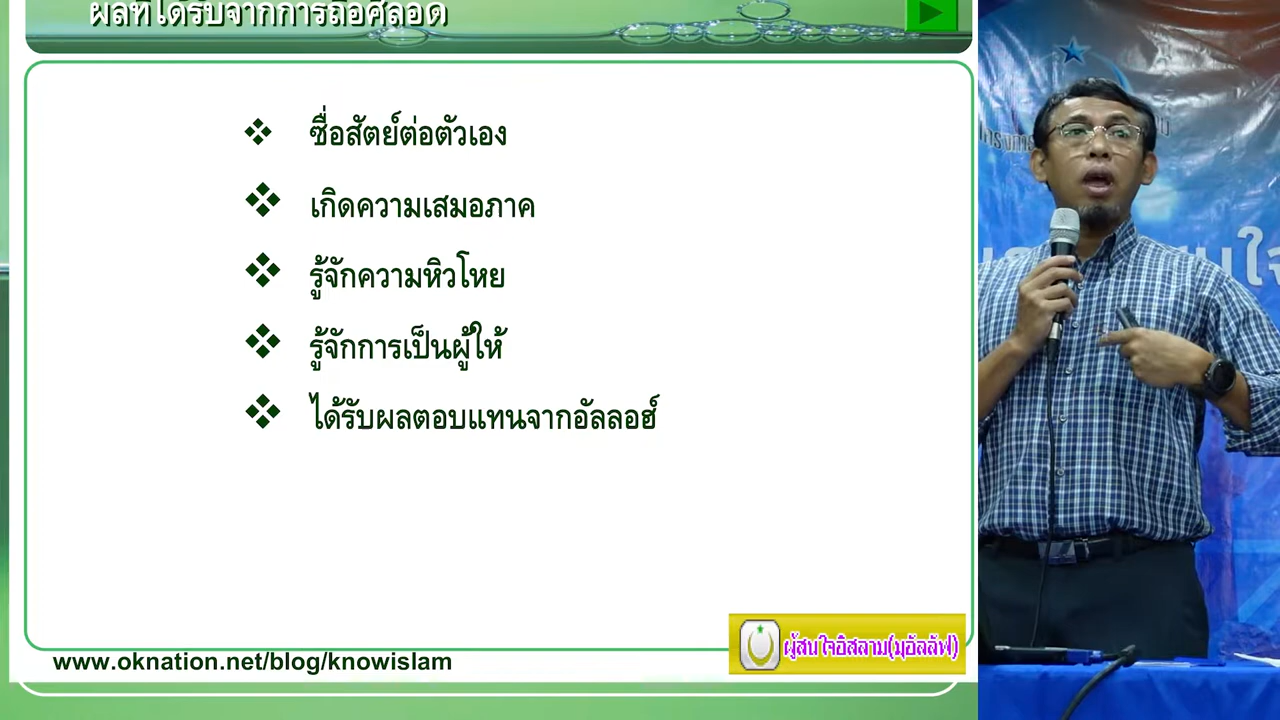 ผลที่ได้รับจากการถือศีลอด
ซื่อสัตย์ต่อตัวเอง
เกิดความเสมอภาค
รู้จักความหิวโหย
รู้จักการเป็นผู้ให้
ได้รับผลตอบแทนจากอัลลอฮ์
www.oknation.net/blog/knowislam
ผู้สนใจอิสลาม(มุอัลลัฟ)